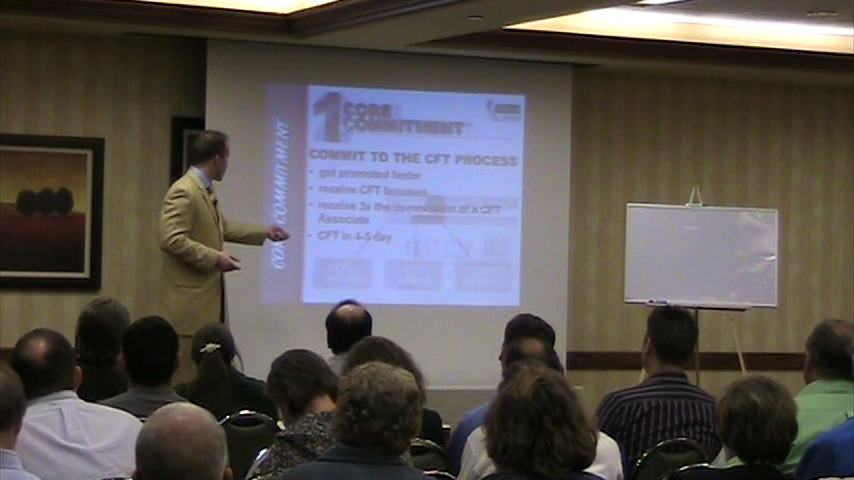 1 CORE
COMMITMENT
COMMITMENT
COMMIT TO THE CFT PROCESS
• get promoted faster
• receive CFT bonuses
• receive 3x the commission of a CFT
Associate
• CFT in 4-5 day